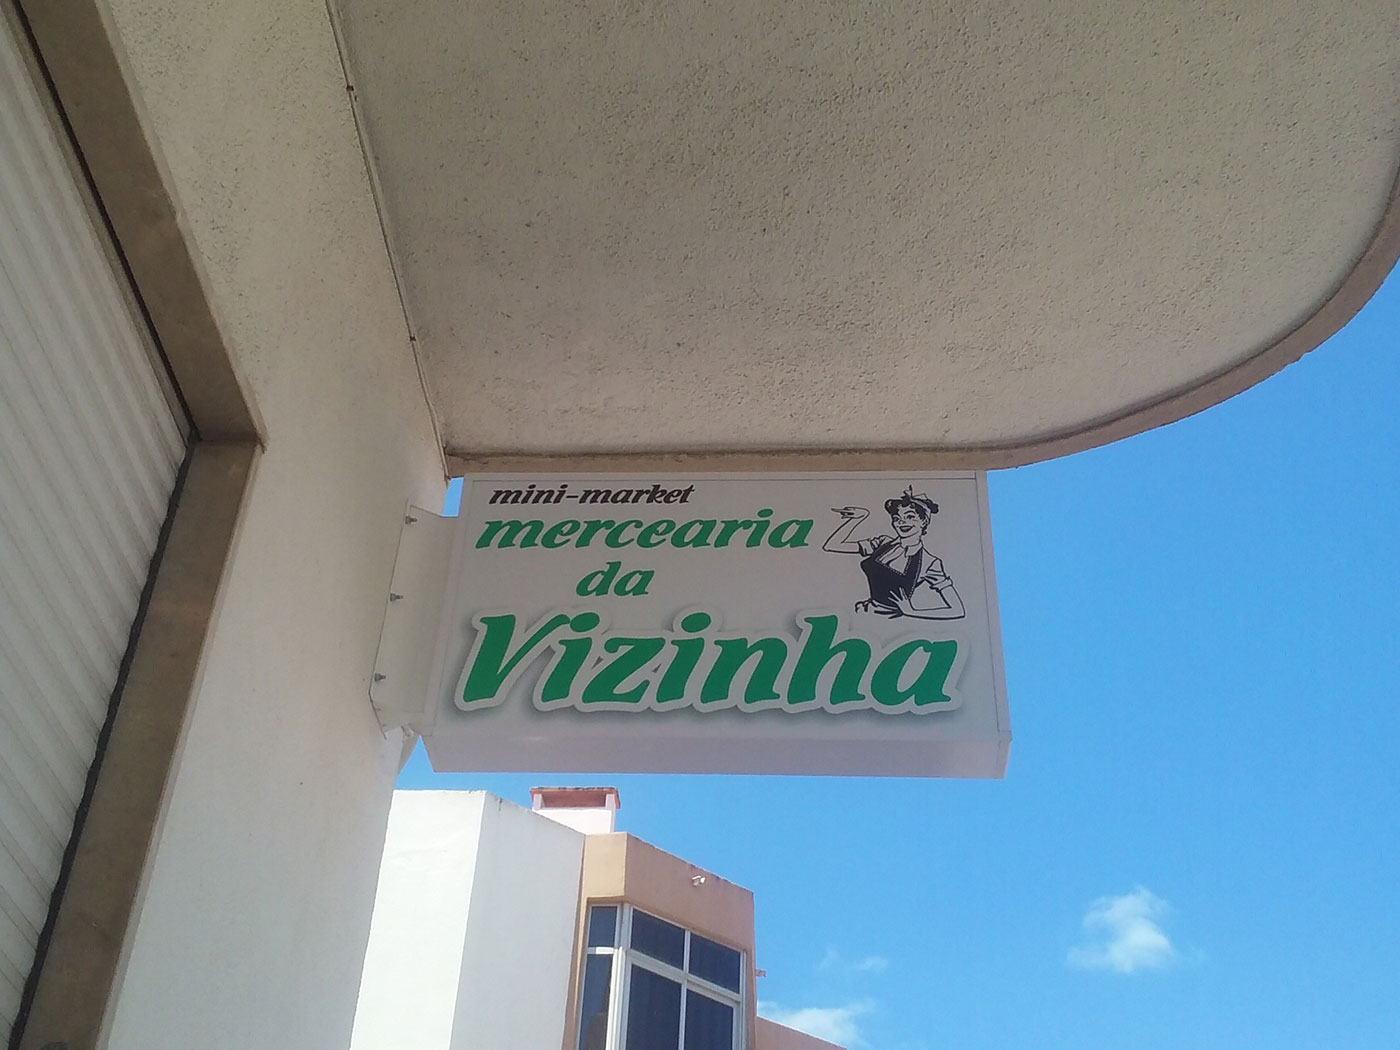 mini-market
mercearia
da
Vizinha